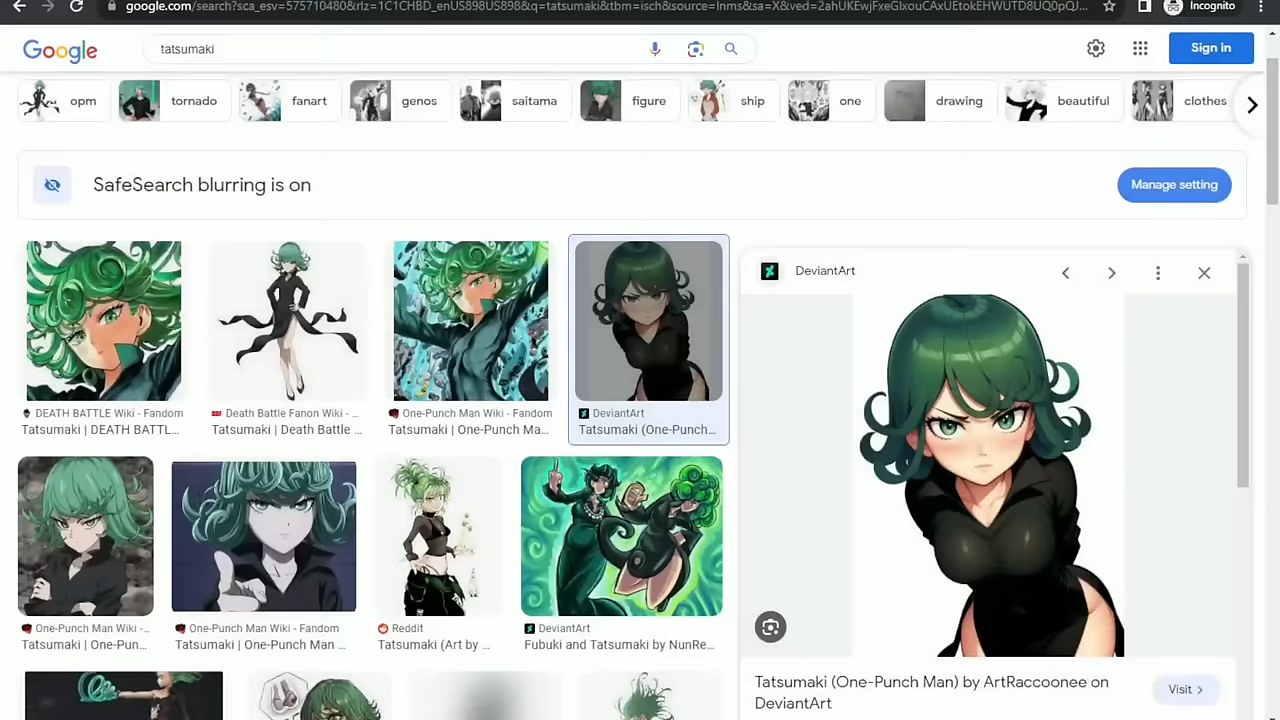 google.com/search?sca_esv=575710480&rlz=1C1CHBD_enUS898US898&q=tatsumaki&tbm=isch&source=lnms&sa=X&ved=2ahUKEwjFxeGlxouCAxUEtokEHWUTD8UQ0pQJ...
Incognito
Google
tatsumaki
Sign in
opm
tornado
fanart
genos
saitama
figure
ship
one
drawing
beautiful
clothes
SafeSearch blurring is on
Manage setting
DeviantArt
DEATH BATTLE Wiki - Fandom
Tatsumaki | DEATH BATTL...
Death Battle Fanon Wiki - ...
Tatsumaki | Death Battle ...
One-Punch Man Wiki - Fandom
Tatsumaki | One-Punch Ma...
DeviantArt
Tatsumaki (One-Punch...
One-Punch Man Wiki -...
Tatsumaki | One-Pun...
One-Punch Man Wiki - Fandom
Tatsumaki | One-Punch Man ...
Reddit
Tatsumaki (Art by ...
DeviantArt
Fubuki and Tatsumaki by NunRe...
Tatsumaki (One-Punch Man) by ArtRaccoonee on
DeviantArt
Visit